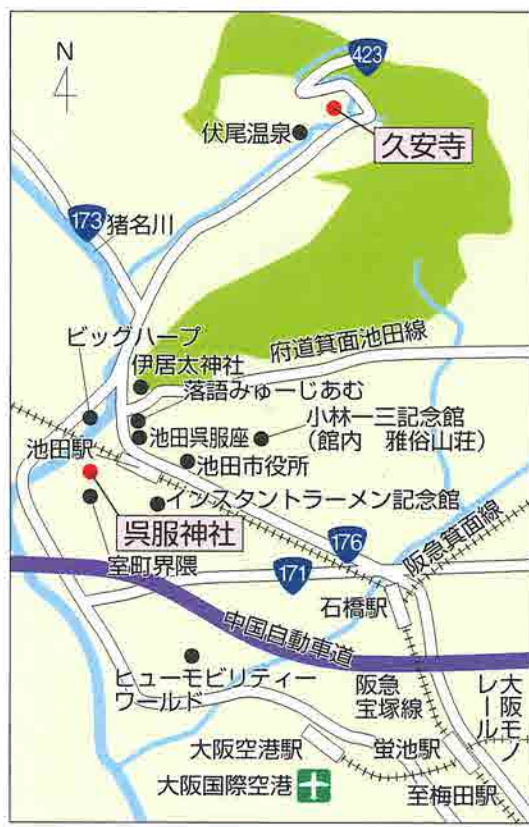 N
423
伏尾温泉
久安寺
173
猪名川
ビッグハープ
伊居太神社
府道箕面池田線
落語みゅーじあむ
小林一三記念館
(館内 雅俗山荘)
池田呉服座
池田駅
池田市役所
インスタントラーメン記念館
呉服神社
室町界隈
176
阪急箕面線
171
石橋駅
中国自動車道
ヒューモビリティー
ワールド
阪急
宝塚線
大阪モノ
レール
大阪空港駅
蛍池駅
大阪国際空港
至梅田駅